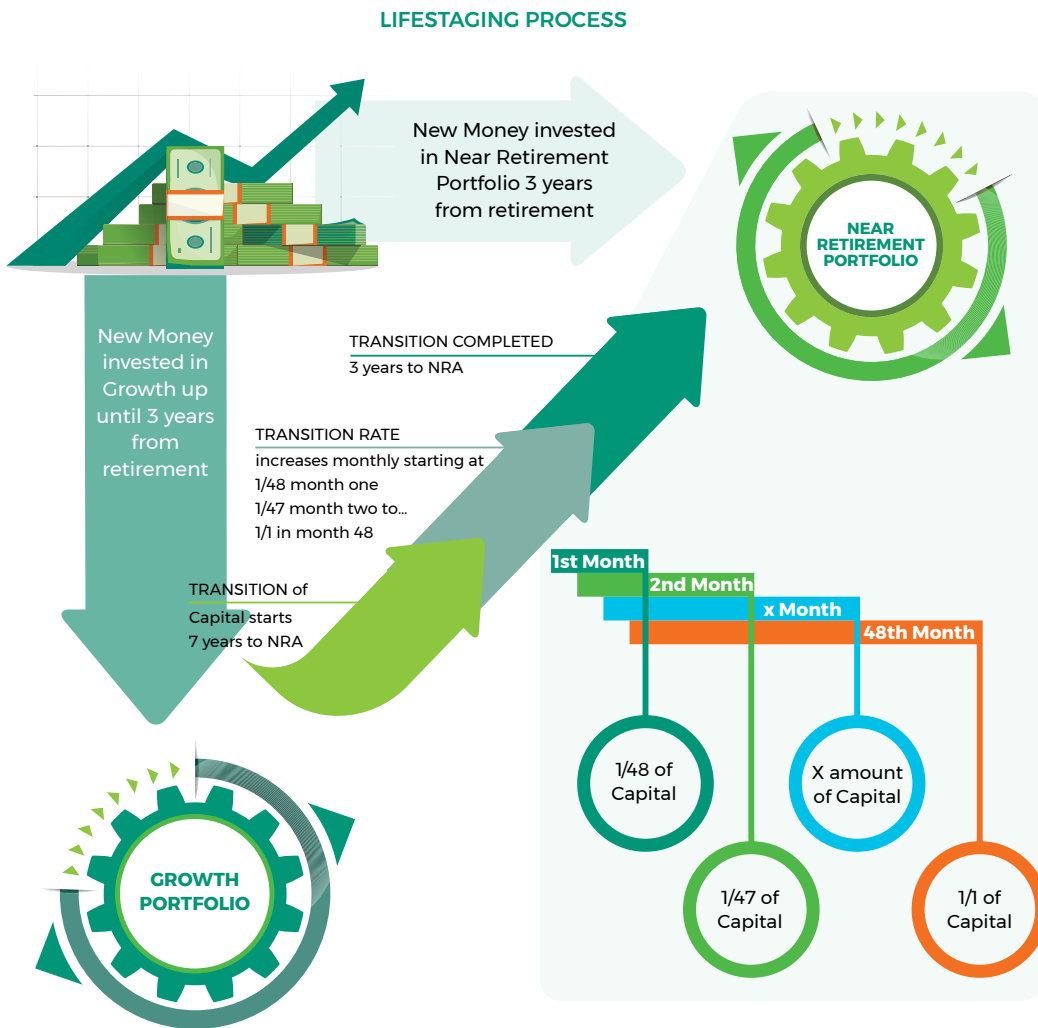 LIFESTAGING PROCESS
New Money invested
in Near Retirement
Portfolio 3 years
from retirement
NEAR
RETIREMENT
PORTFOLIO
New Money
invested in
Growth up
until 3 years
from
retirement
TRANSITION COMPLETED
3 years to NRA
TRANSITION RATE
increases monthly starting at
1/48 month one
1/47 month two to...
1/1 in month 48
TRANSITION of
Capital starts
7 years to NRA
1st Month
2nd Month
x Month
48th Month
1/48 of
Capital
X amount
of Capital
1/47 of
Capital
1/1 of
Capital
GROWTH
PORTFOLIO